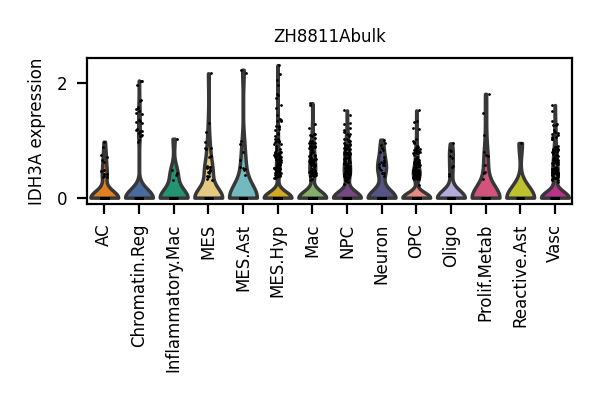 ZH8811Abulk
IDH3A expression
2
0
AC
Chromatin.Reg
Inflammatory.Mac
MES
MES.Ast
MES.Hyp
Mac
NPC
Neuron
OPC
Oligo
Prolif.Metab
Reactive.Ast
Vasc